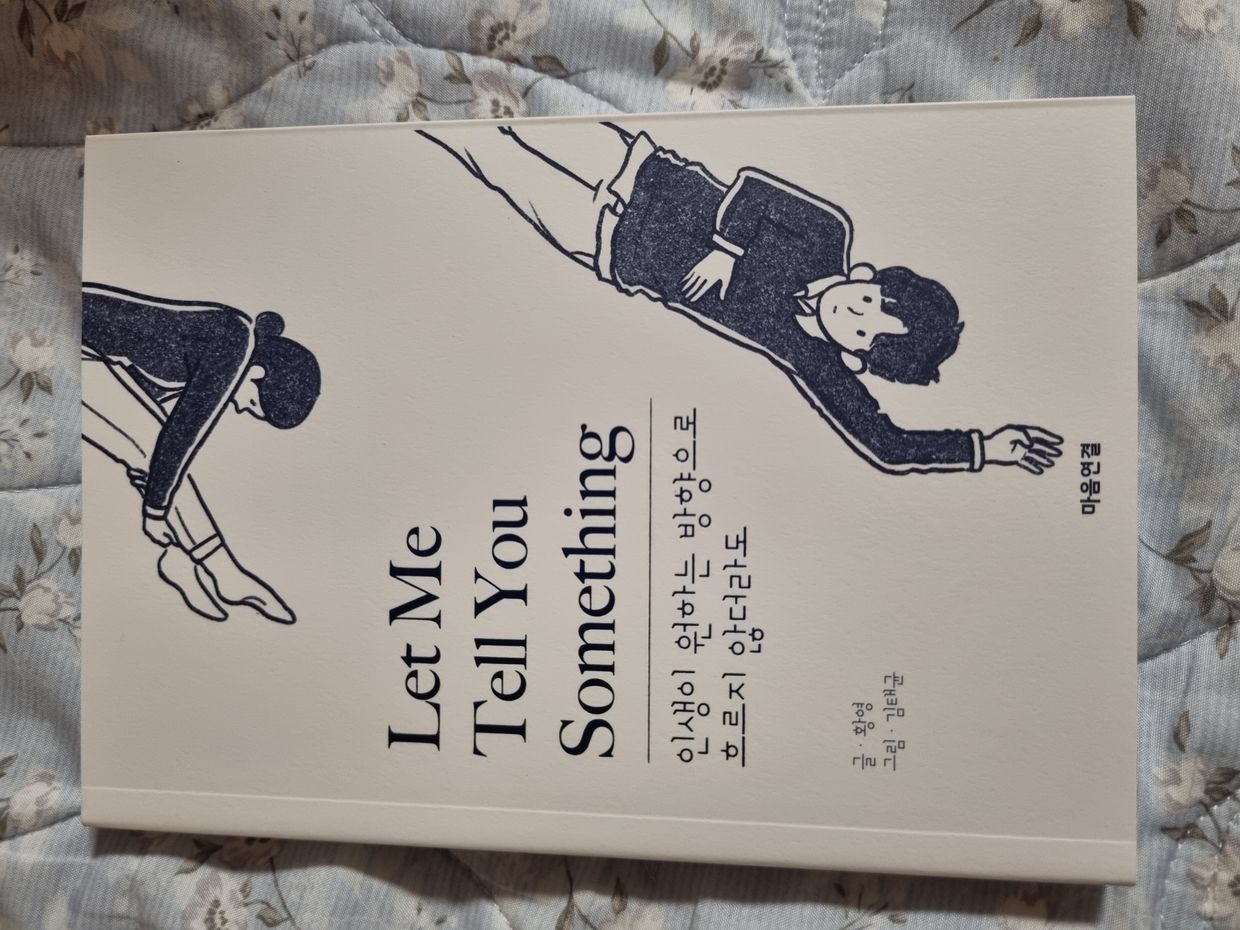 Let Me
Tell You
Something
인생이 원하는 방향으로
흐르지 않더라도
글 · 황영
그림 · 김태균
마음연결